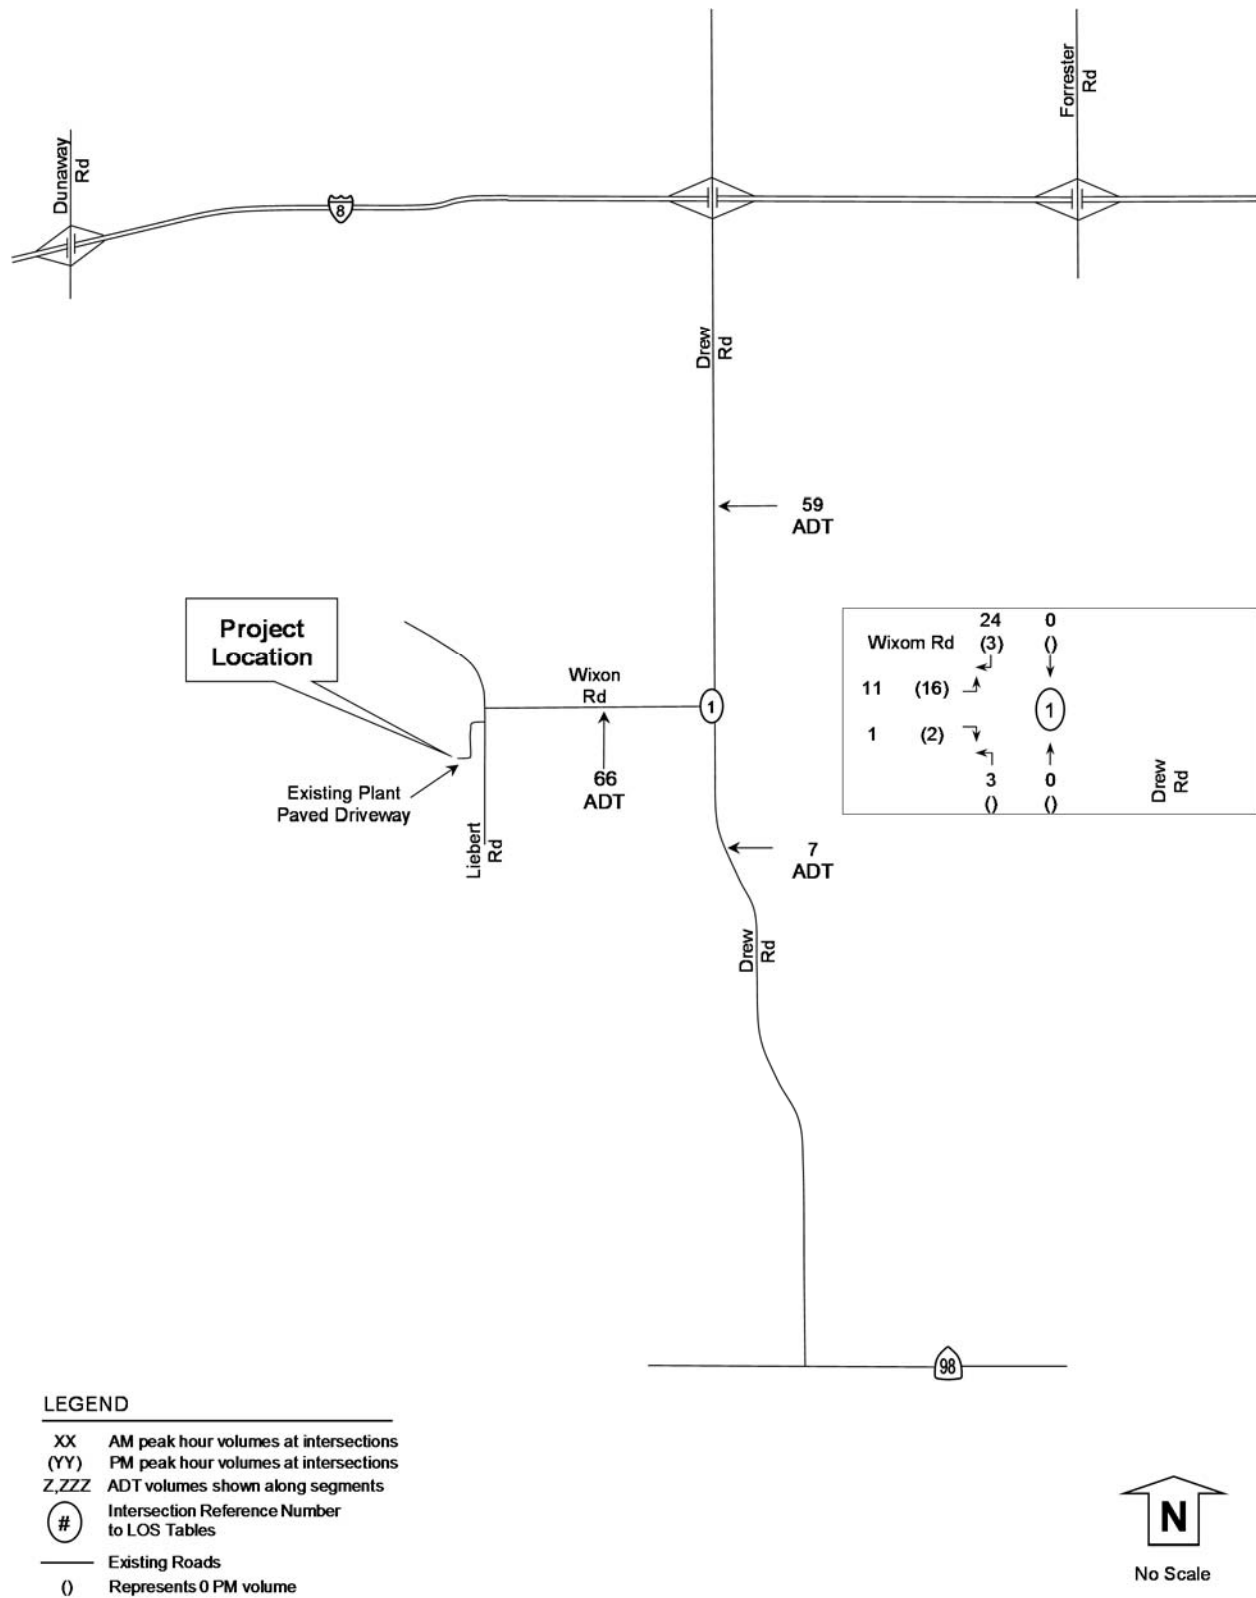 Forrester
Rd
Dunaway
Rd
8
Drew
Rd
59
ADT
Project
Location
Wixon
Rd
1
66
ADT
Existing Plant
Paved Driveway
Liebert
Rd
24 0
Wixom Rd (3) ()
11 (16)
1
1 (2)
3 0
() ()
Drew
Rd
7
ADT
Drew
Rd
98
LEGEND
XX AM peak hour volumes at intersections
(YY) PM peak hour volumes at intersections
Z,ZZZ ADT volumes shown along segments
# Intersection Reference Number
to LOS Tables
Existing Roads
() Represents 0 PM volume
N
No Scale